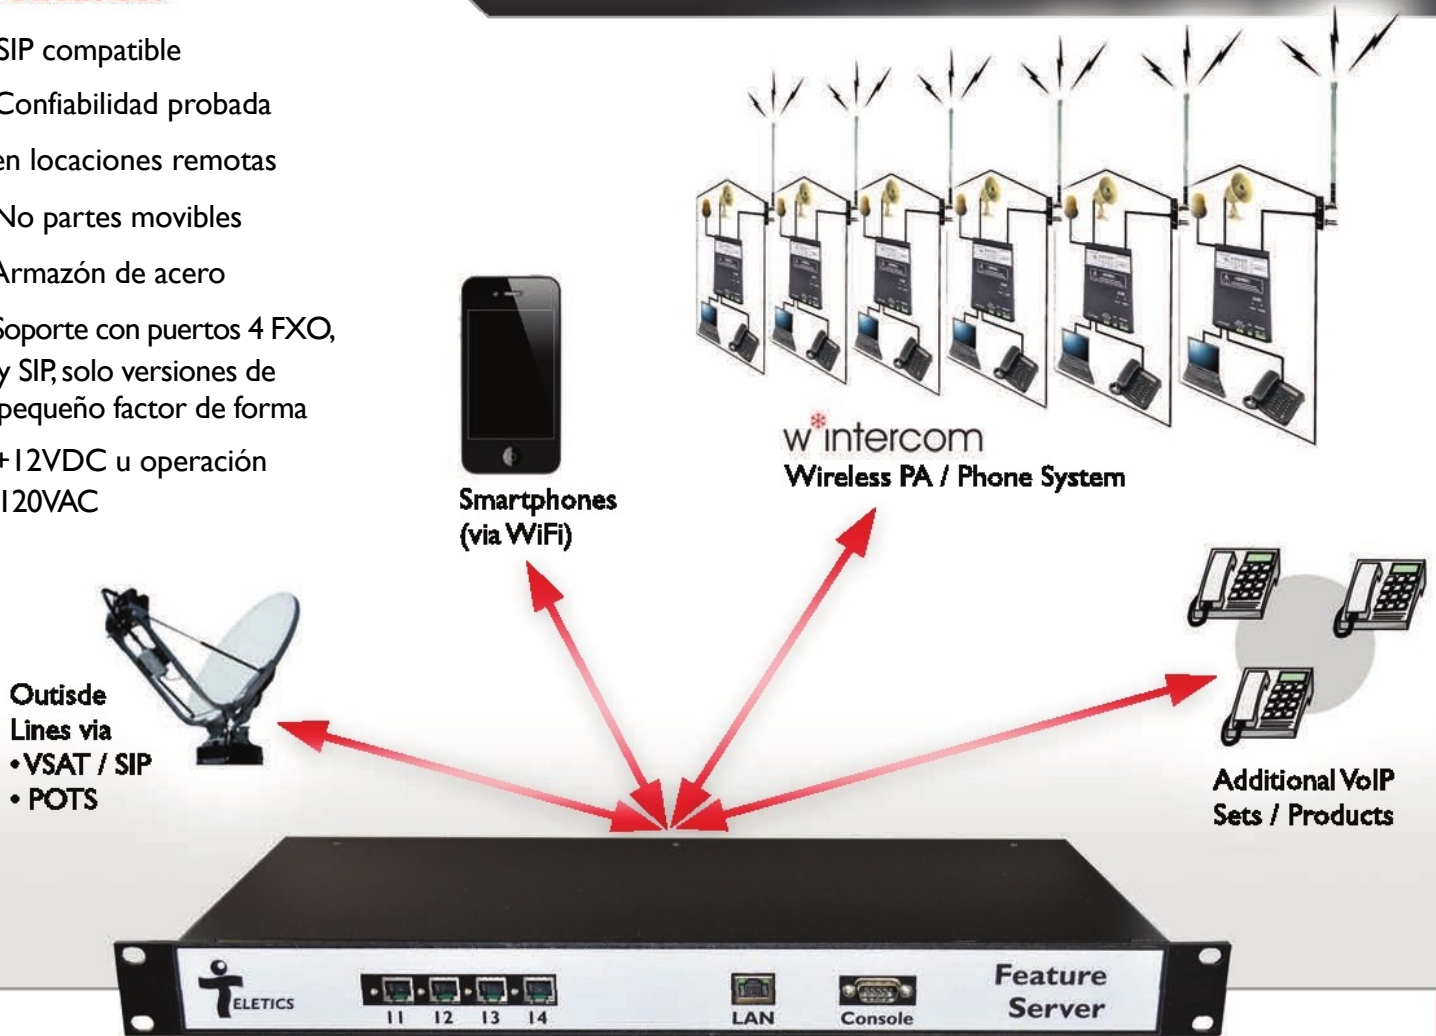 SIP compatible
Confiabilidad probada
en locaciones remotas
No partes movibles
Armazón de acero
Soporte con puertos 4 FXO,
y SIP, solo versiones de
pequeño factor de forma
+12VDC u operación
120VAC
Smartphones
(via WiFi)
w*intercom
Wireless PA / Phone System
Outisde
Lines via
• VSAT / SIP
• POTS
Additional VoIP
Sets / Products
TELETICS
11 12 13 14
LAN
Console
Feature
Server